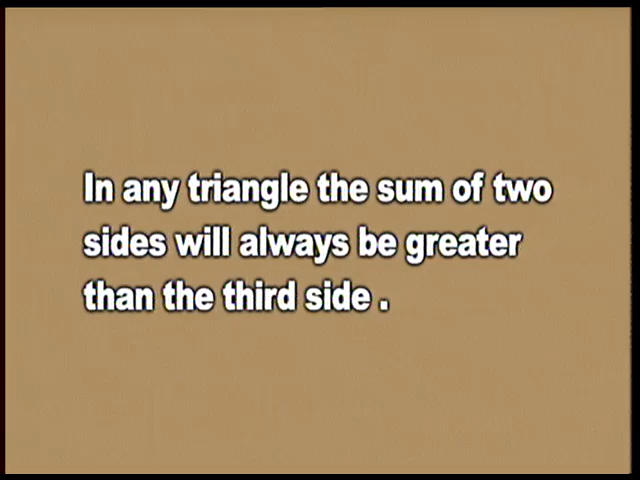 In any triangle the sum of two
sides will always be greater
than the third side .